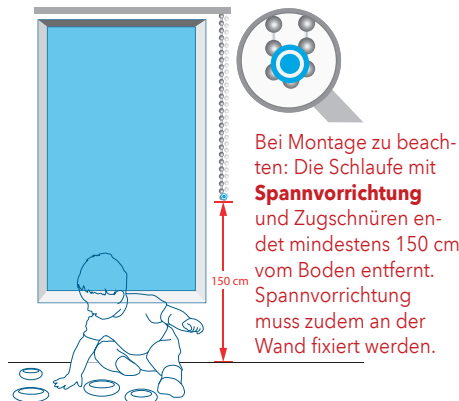 Bei Montage zu beach-
ten: Die Schlaufe mit
Spannvorrichtung
und Zugschnüren en-
det mindestens 150 cm
vom Boden entfernt.
Spannvorrichtung
muss zudem an der
Wand fixiert werden.
150 cm